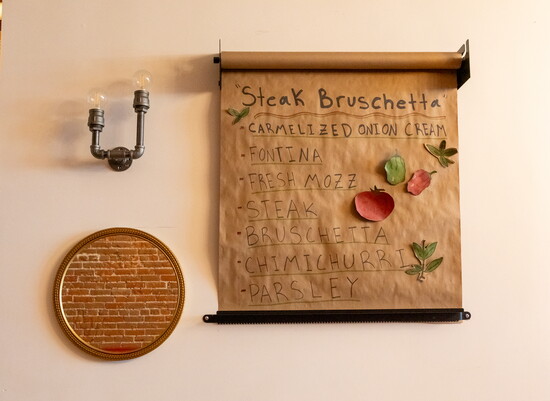 "Steak Bruschetta"
- CARMELIZED ONION CREAM
- FONTINA
- FRESH MOZZ
- STEAK
- BRUSCHETTA
- CHIMICHURRI
- PARSLEY